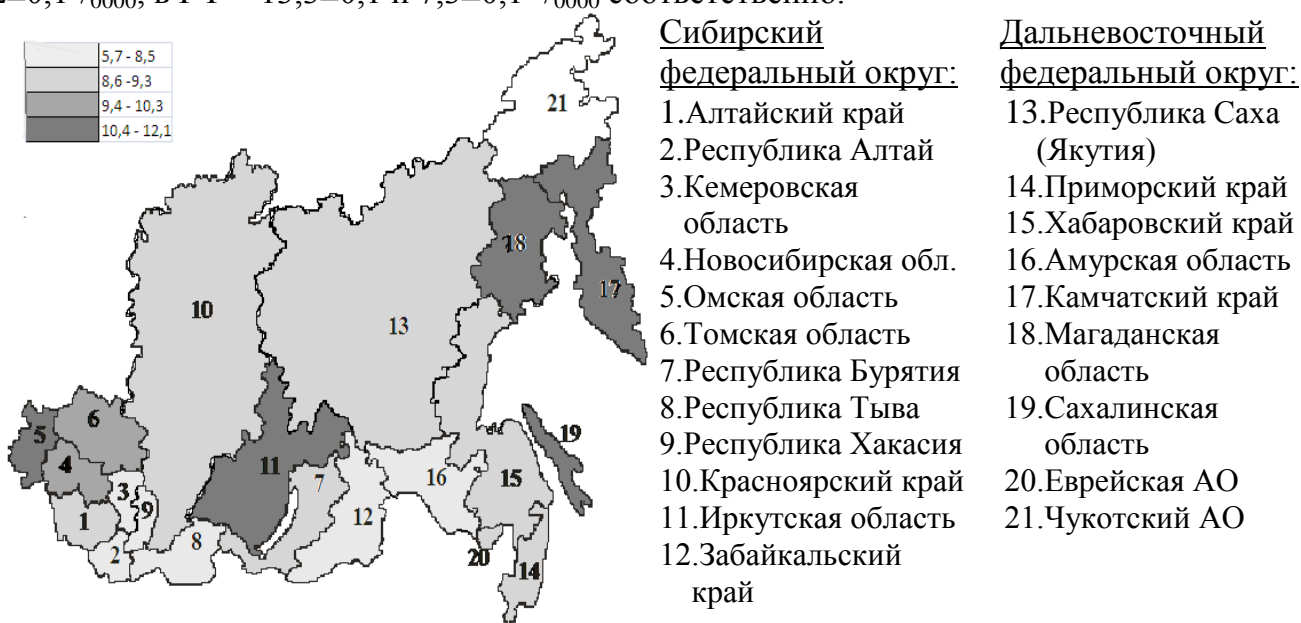 5,7 - 8,5
8,6 -9,3
9,4 - 10,3
10,4 - 12,1
Сибирский
федеральный округ:
1.Алтайский край
2.Республика Алтай
3.Кемеровская
область
4.Новосибирская обл.
5.Омская область
6.Томская область
7.Республика Бурятия
8.Республика Тыва
9.Республика Хакасия
10.Красноярский край
11.Иркутская область
12.Забайкальский
край
Дальневосточный
федеральный округ:
13.Республика Саха
(Якутия)
14.Приморский край
15.Хабаровский край
16.Амурская область
17.Камчатский край
18.Магаданская
область
19.Сахалинская
область
20.Еврейская АО
21.Чукотский АО
21
18
17
10
13
6
5
4
3
9
1
2
8
11
7
12
16
15
19
20
14